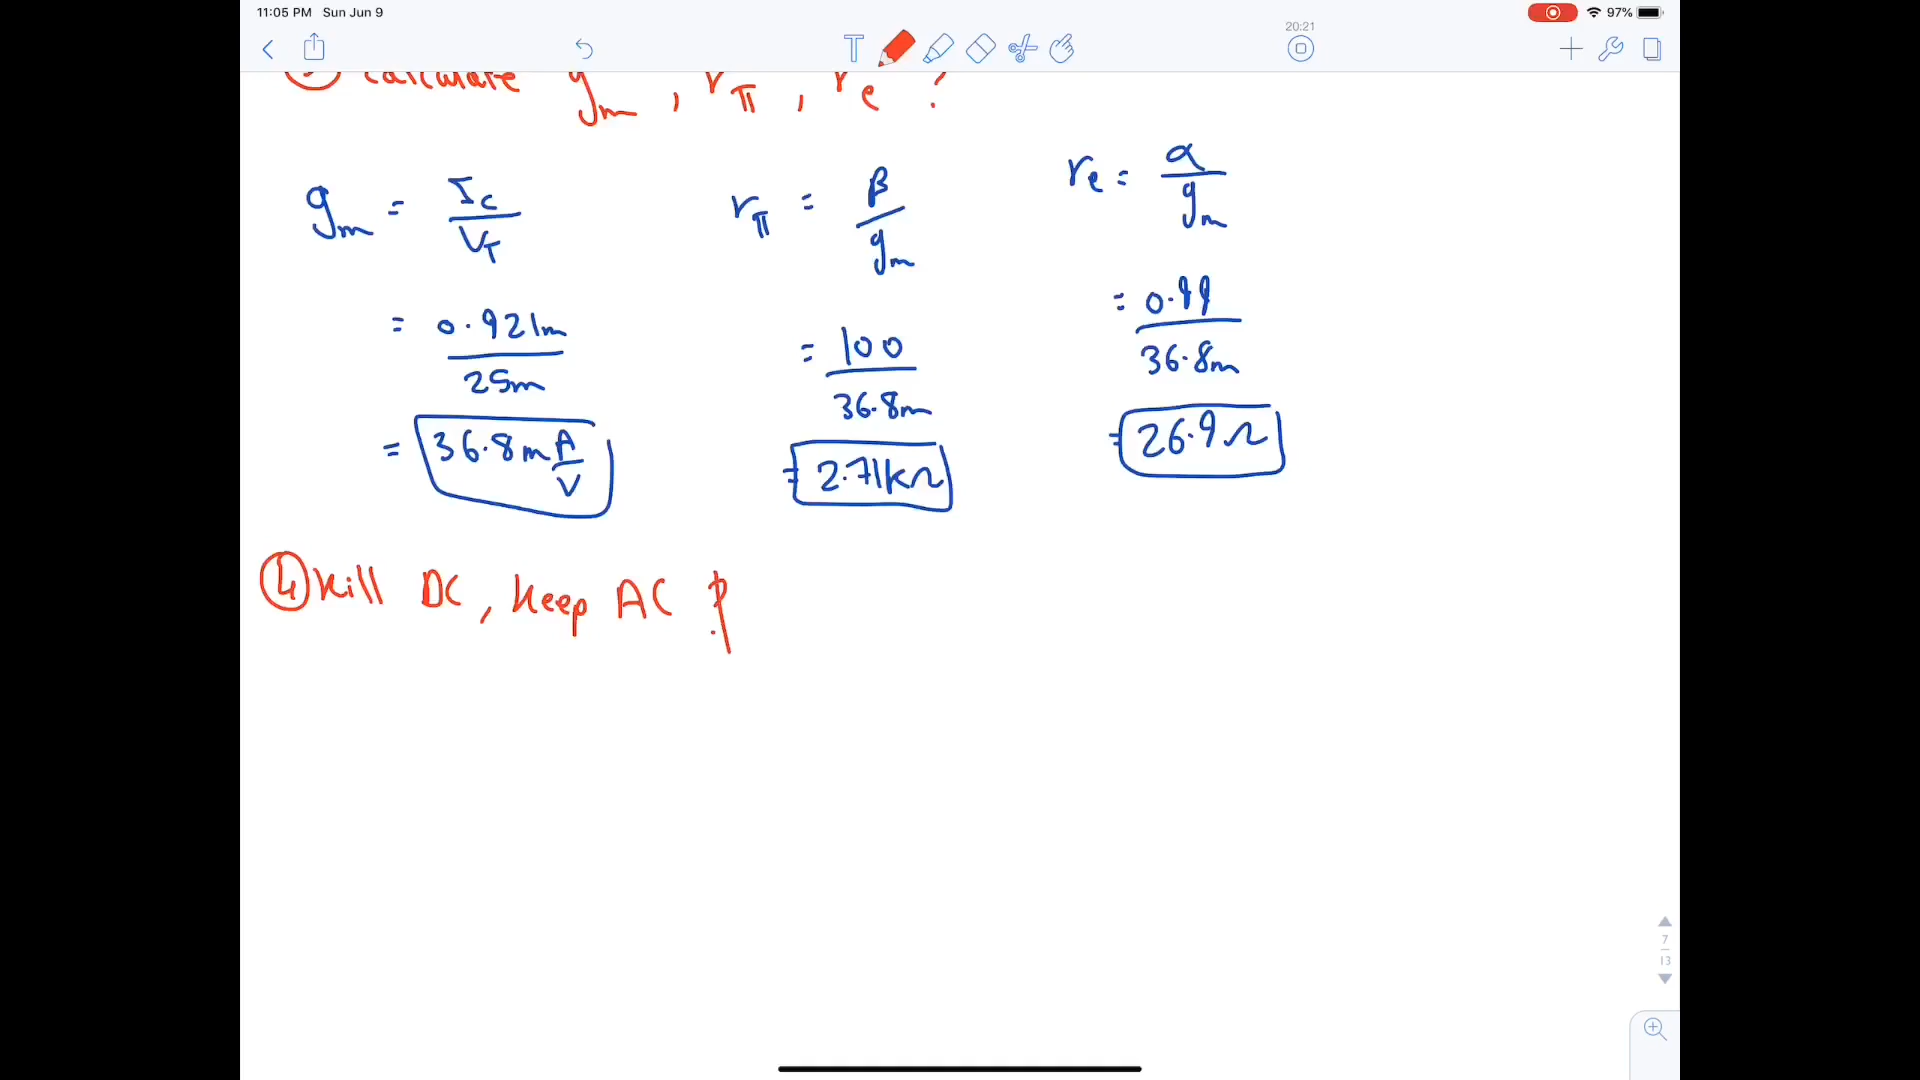 11:05 PM Sun Jun 9
97%
20:21
T
calculate gm, rπ, re ?
gm = Ic / VT
= 0.921m / 25m
= 36.8m A/V
rπ = β / gm
= 100 / 36.8m
= 2.71kΩ
re = α / gm
= 0.99 / 36.8m
= 26.9Ω
④ Kill DC, Keep AC
7
13